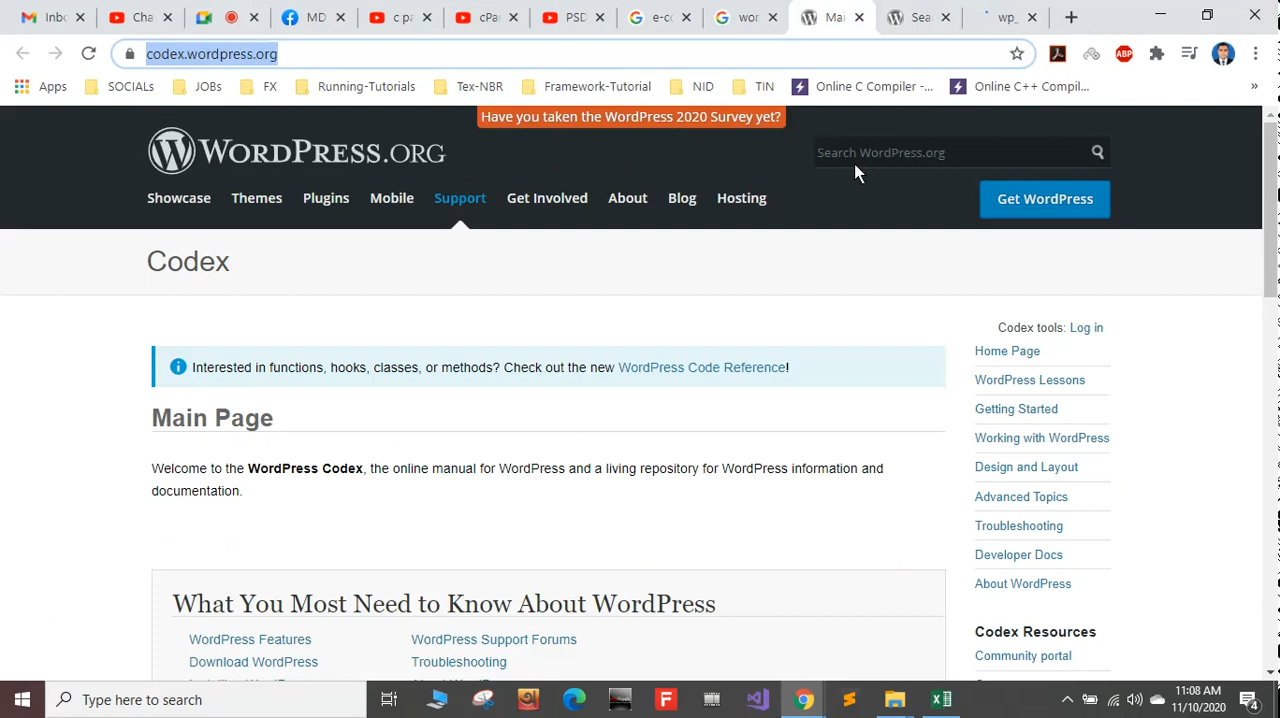 Inbo
Cha
MD
c pa
cPan
PSD
e-co
wor
Mai
Sear
wp_
codex.wordpress.org
ABP
Apps SOCIALs JOBs FX Running-Tutorials Tex-NBR Framework-Tutorial NID TIN Online C Compiler -... Online C++ Compil... »
Have you taken the WordPress 2020 Survey yet?
WORDPRESS.ORG
Search WordPress.org
Showcase Themes Plugins Mobile Support Get Involved About Blog Hosting
Get WordPress
Codex
Codex tools: Log in
Interested in functions, hooks, classes, or methods? Check out the new WordPress Code Reference!
Main Page
Welcome to the WordPress Codex, the online manual for WordPress and a living repository for WordPress information and
documentation.
What You Most Need to Know About WordPress
WordPress Features
WordPress Support Forums
Download WordPress
Troubleshooting
Home Page
WordPress Lessons
Getting Started
Working with WordPress
Design and Layout
Advanced Topics
Troubleshooting
Developer Docs
About WordPress
Codex Resources
Community portal
Type here to search
11:08 AM
11/10/2020
4